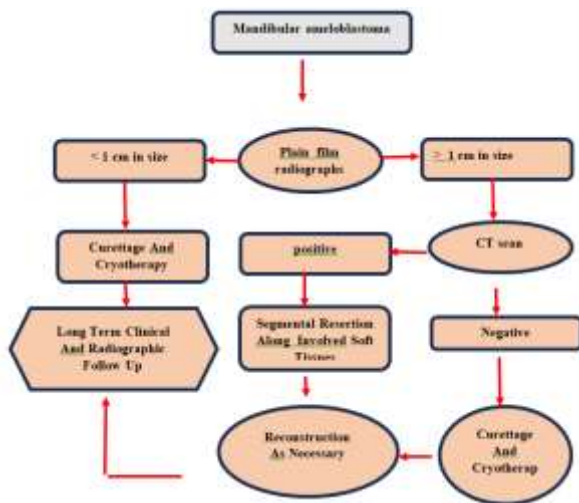 Mandibular ameloblastoma
< 1 cm in size
Plain film
radiographs
≥ 1 cm in size
Curettage And
Cryotherapy
positive
CT scan
Long Term Clinical
And Radiographic
Follow Up
Segmental Resertion
Along Involved Soft
Tissues
Negative
Reconstruction
As Necessary
Curettage
And
Cryotherap